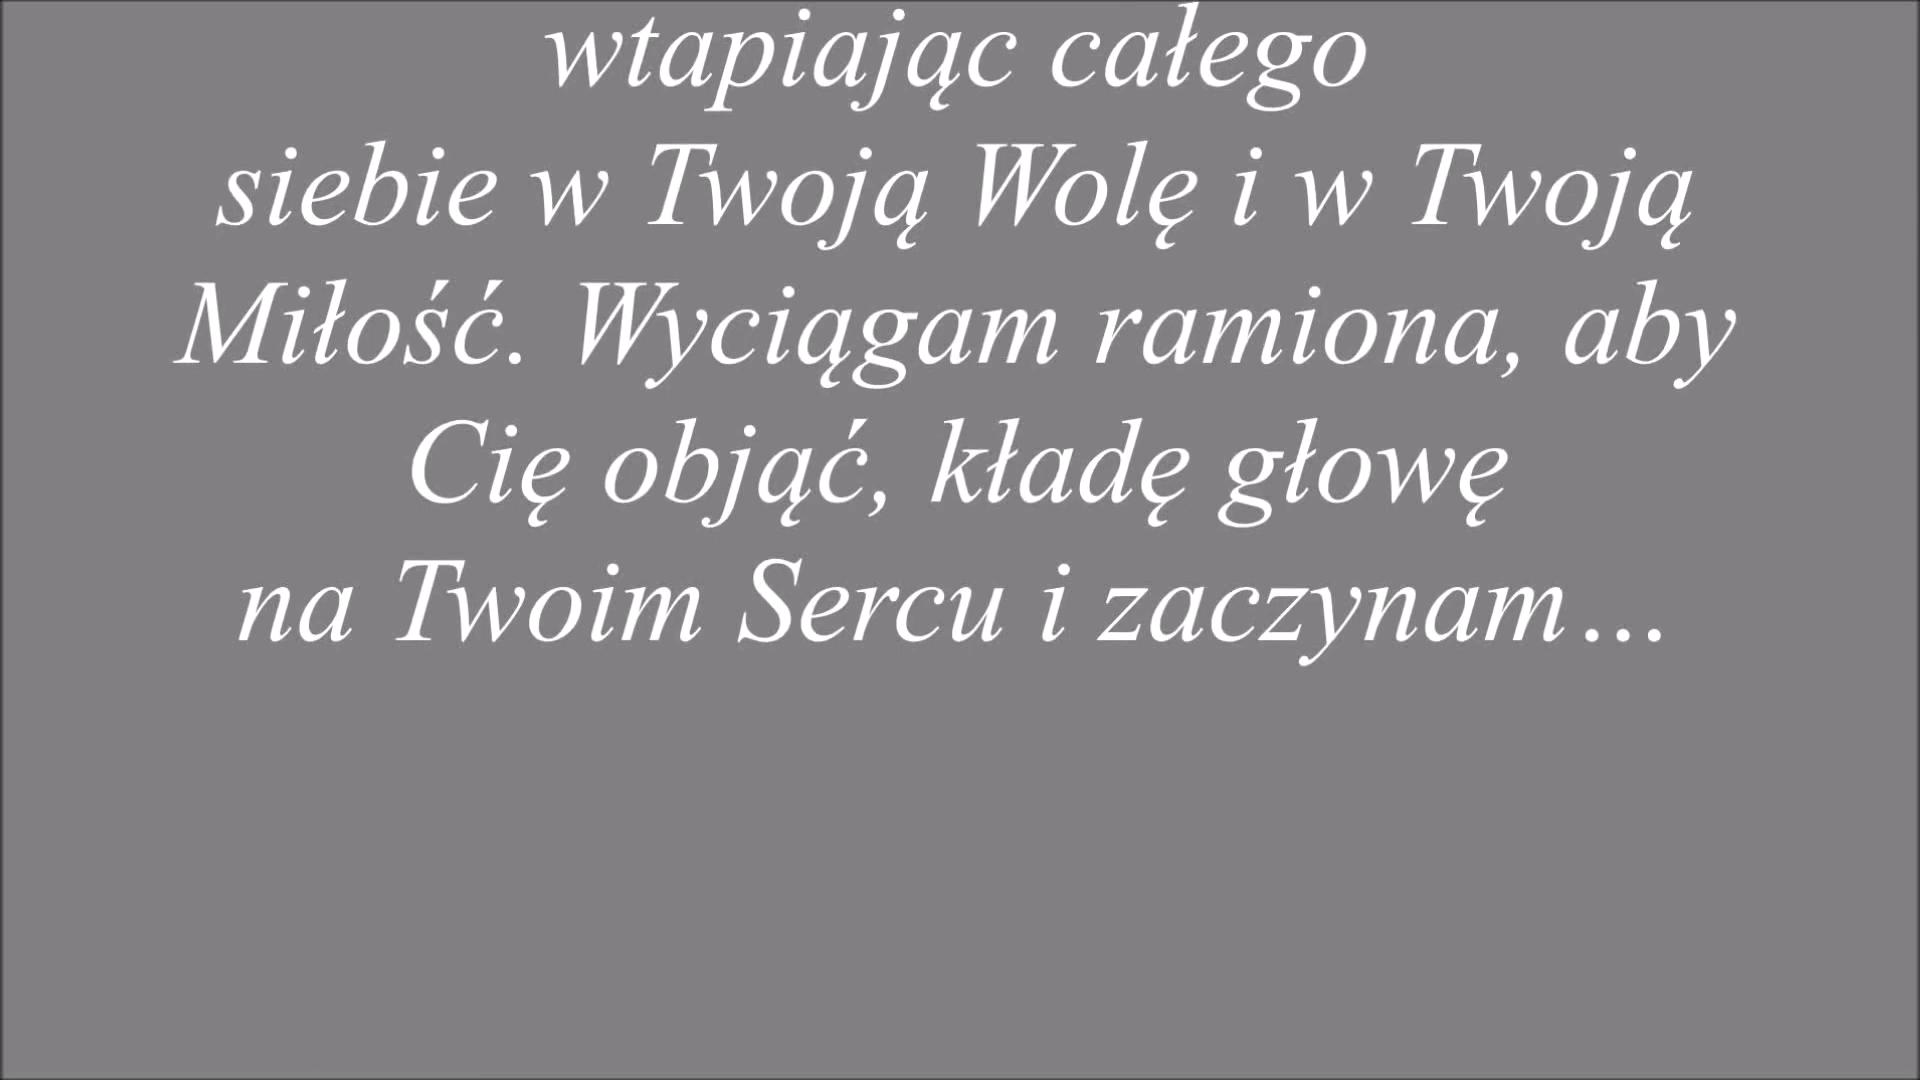 wtapiając całego
siebie w Twoją Wolę i w Twoją
Miłość. Wyciągam ramiona, aby
Cię objąć, kładę głowę
na Twoim Sercu i zaczynam...